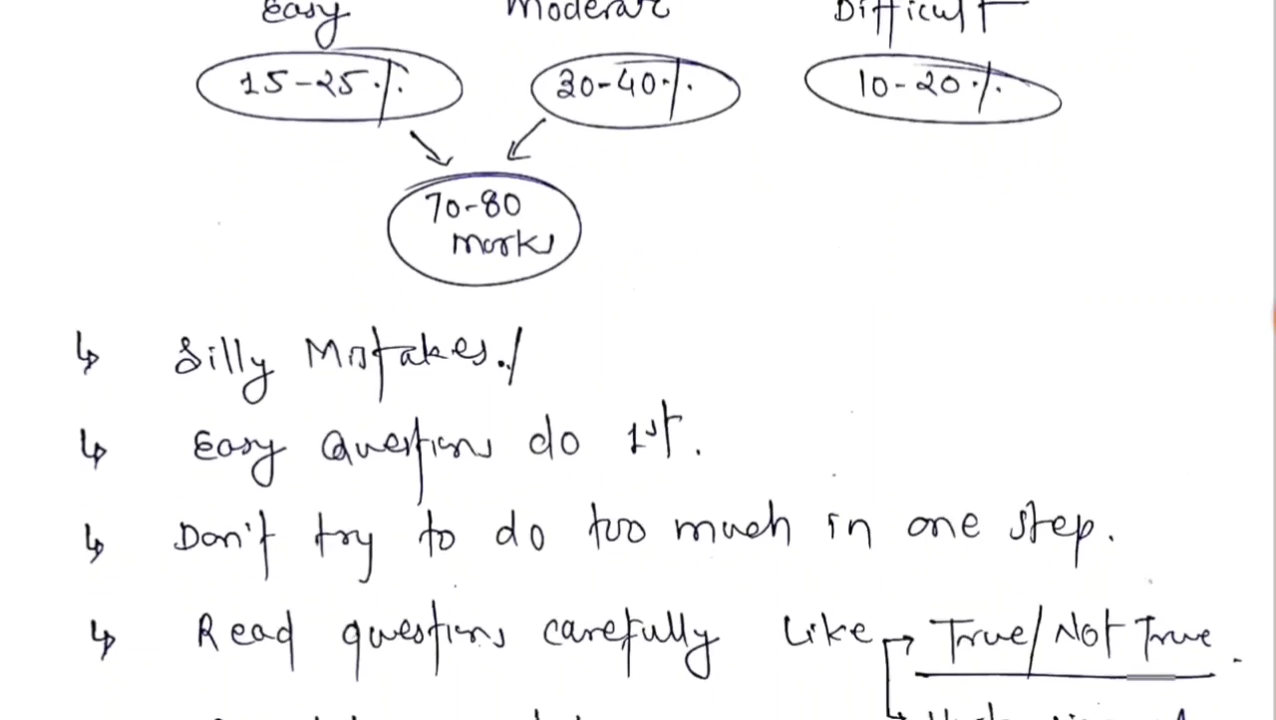 Easy Moderate Difficult
15-25% 30-40% 10-20%
70-80
marks
↳ Silly Mistakes./
↳ Easy Questions do 1st.
↳ Don't try to do too much in one step.
↳ Read questions carefully like → True/Not True.